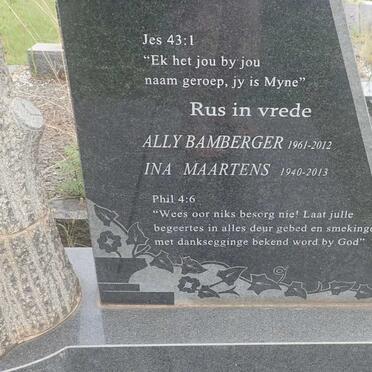 Jes 43:1
“Ek het jou by jou
naam geroep, jy is Myne”
Rus in vrede
ALLY BAMBERGER 1961-2012
INA MAARTENS 1940-2013
Phil 4:6
“Wees oor niks besorg nie! Laat julle
begeertes in alles deur gebed en smekinge
met danksegginge bekend word by God”